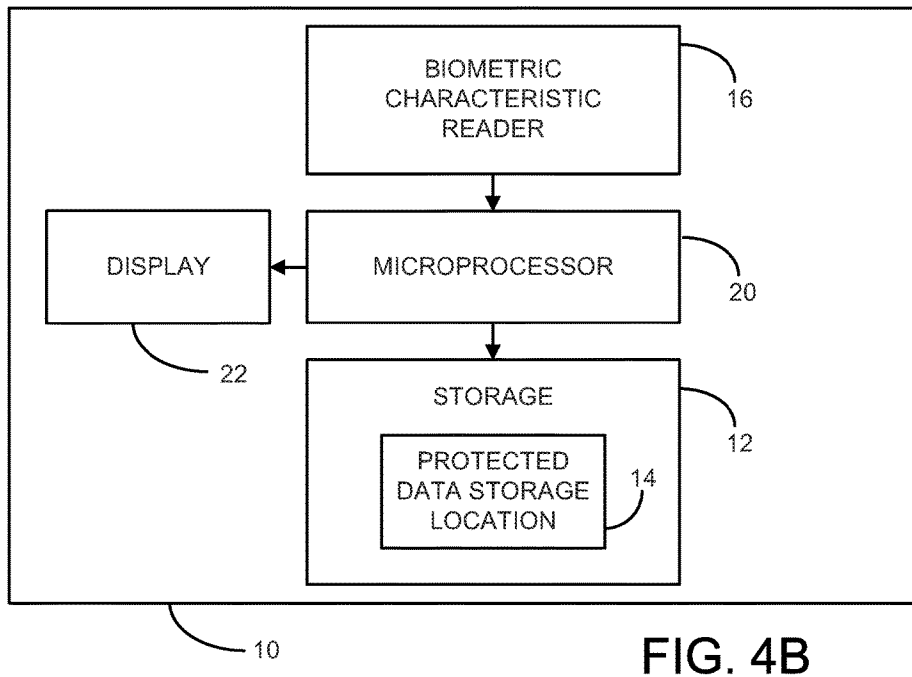 BIOMETRIC
CHARACTERISTIC
READER
16
DISPLAY
MICROPROCESSOR
20
22
STORAGE
12
PROTECTED
DATA STORAGE
LOCATION
14
10
FIG. 4B